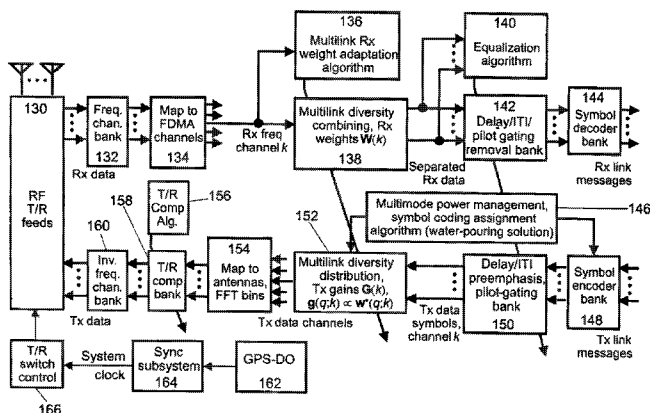 136
Multilink Rx
weight adaptation
algorithm
140
Equalization
algorithm
130
RF
T/R
feeds
Freq.
chan.
bank
132
Rx data
Map to
FDMA
channels
134
Rx freq
channel k
Multilink diversity
combining, Rx
weights W(k)
138
Separated
Rx data
142
Delay/ITI/
pilot gating
removal bank
144
Symbol
decoder
bank
Rx link
messages
Multimode power management,
symbol coding assignment
algorithm (water-pouring solution)
146
158
160
T/R
Comp
Alg.
156
152
Inv.
freq.
chan.
bank
Tx data
T/R
comp
bank
154
Map to
antennas,
FFT bins
Tx data channels
Multilink diversity
distribution,
Tx gains G(k),
g(q;k) ∝ w*(q;k)
Tx data
symbols,
channel k
Delay/ITI
preemphasis,
pilot-gating
bank
150
Symbol
encoder
bank
148
Tx link
messages
T/R
switch
control
166
System
clock
Sync
subsystem
164
GPS-DO
162